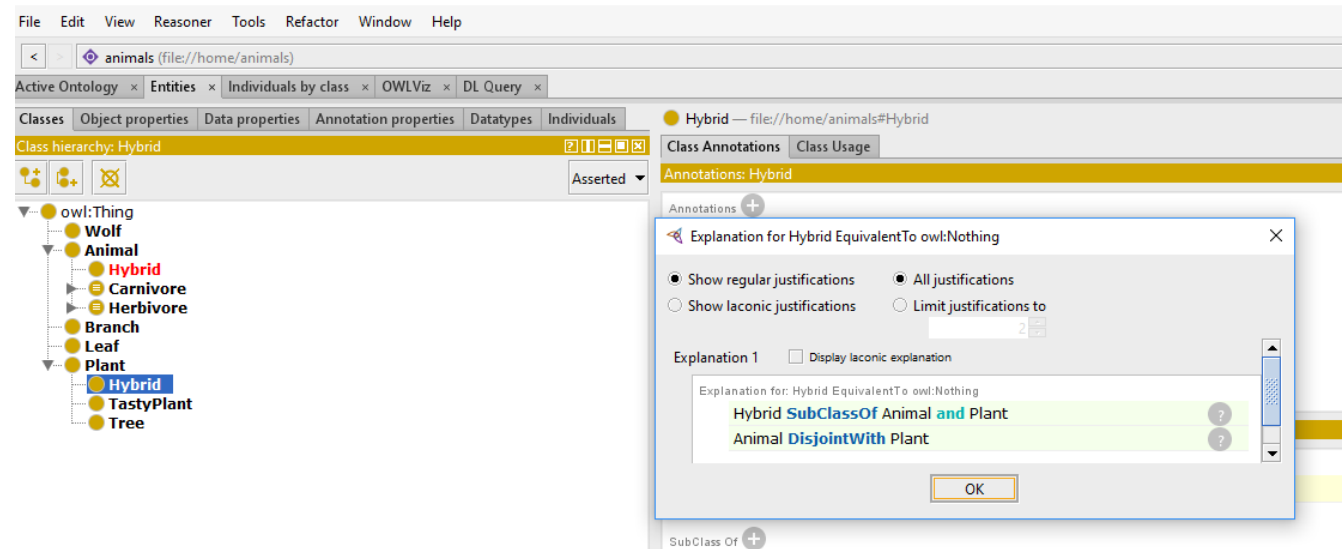 File Edit View Reasoner Tools Refactor Window Help
< > animals (file://home/animals)
Active Ontology × Entities × Individuals by class × OWLViz × DL Query ×
Classes Object properties Data properties Annotation properties Datatypes Individuals
Hybrid — file://home/animals#Hybrid
Class hierarchy: Hybrid
Class Annotations Class Usage
Annotations: Hybrid
Asserted
Annotations
owl:Thing
Wolf
Animal
Hybrid
Carnivore
Herbivore
Branch
Leaf
Plant
Hybrid
TastyPlant
Tree
Explanation for Hybrid EquivalentTo owl:Nothing
Show regular justifications All justifications
Show laconic justifications Limit justifications to
2
Explanation 1 Display laconic explanation
Explanation for: Hybrid EquivalentTo owl:Nothing
Hybrid SubClassOf Animal and Plant ?
Animal DisjointWith Plant ?
OK
SubClass Of